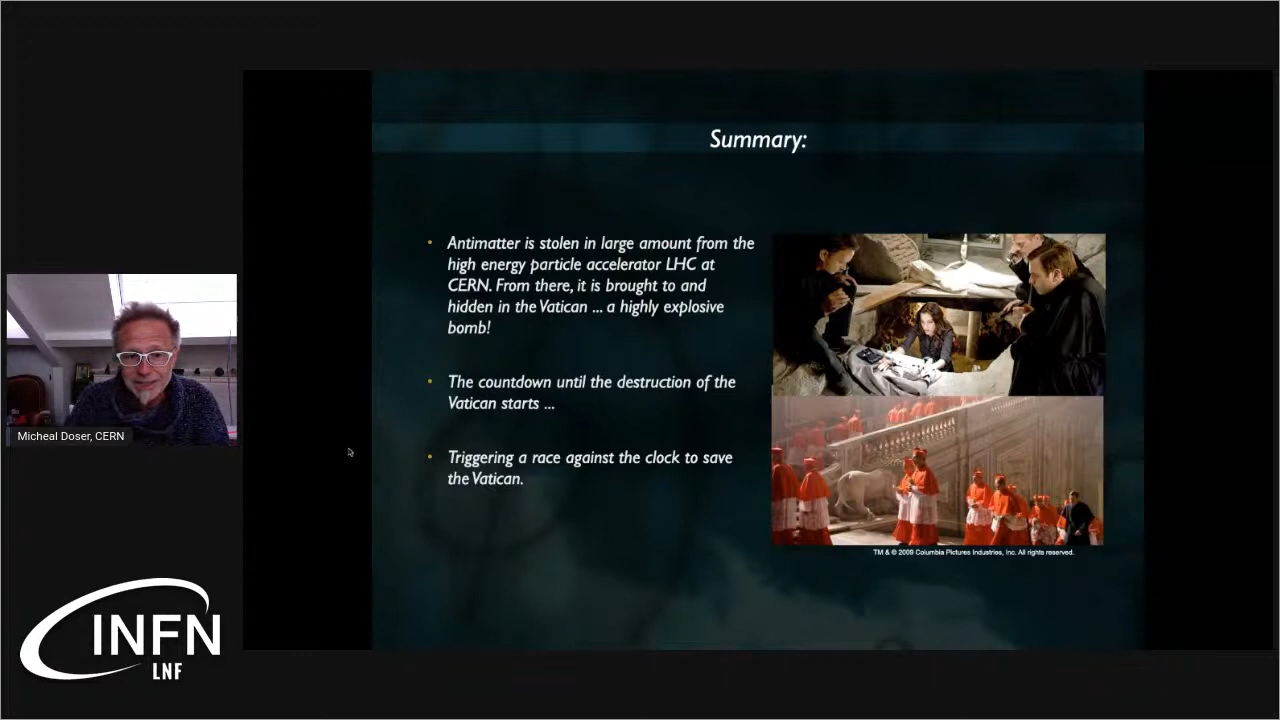 Summary:
Antimatter is stolen in large amount from the
high energy particle accelerator LHC at
CERN. From there, it is brought to and
hidden in the Vatican ... a highly explosive
bomb!
The countdown until the destruction of the
Vatican starts ...
Triggering a race against the clock to save
the Vatican.
TM & © 2009 Columbia Pictures Industries, Inc. All rights reserved.
Micheal Doser, CERN
INFN
LNF